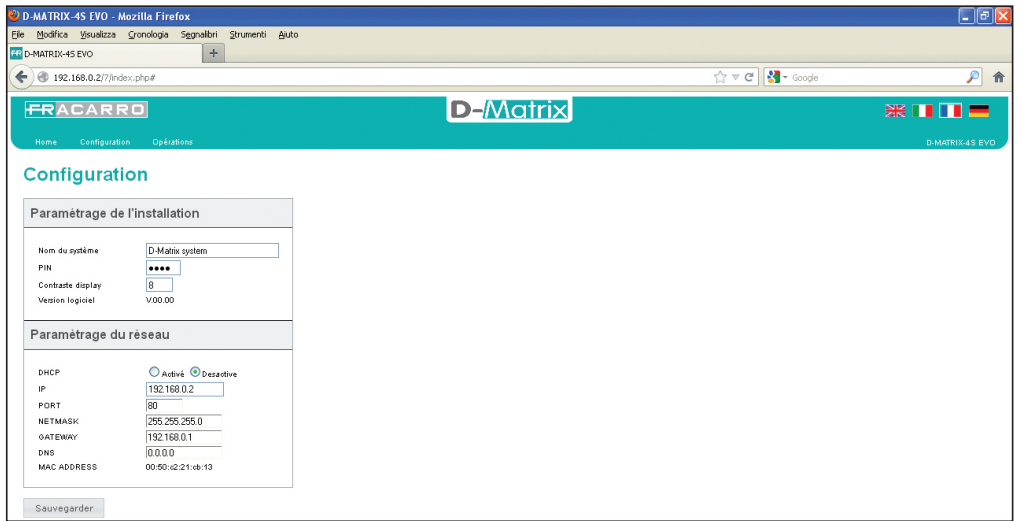 D-MATRIX-4S EVO - Mozilla Firefox
File Modifica Visualizza Cronologia Segnalibri Strumenti Aiuto
FR D-MATRIX-4S EVO +
192.168.0.2/7/index.php# Google
FRACARRO D-Matrix
Home Configuration Opérations D-MATRIX-4S EVO
Configuration
Paramétrage de l'installation
Nom du système D-Matrix system
PIN ••••
Contraste display 8
Version logiciel V.00.00
Paramétrage du rèseau
DHCP Activé Desactive
IP 192.168.0.2
PORT 80
NETMASK 255.255.255.0
GATEWAY 192.168.0.1
DNS 0.0.0.0
MAC ADDRESS 00:50:c2:21:cb:13
Sauvegarder